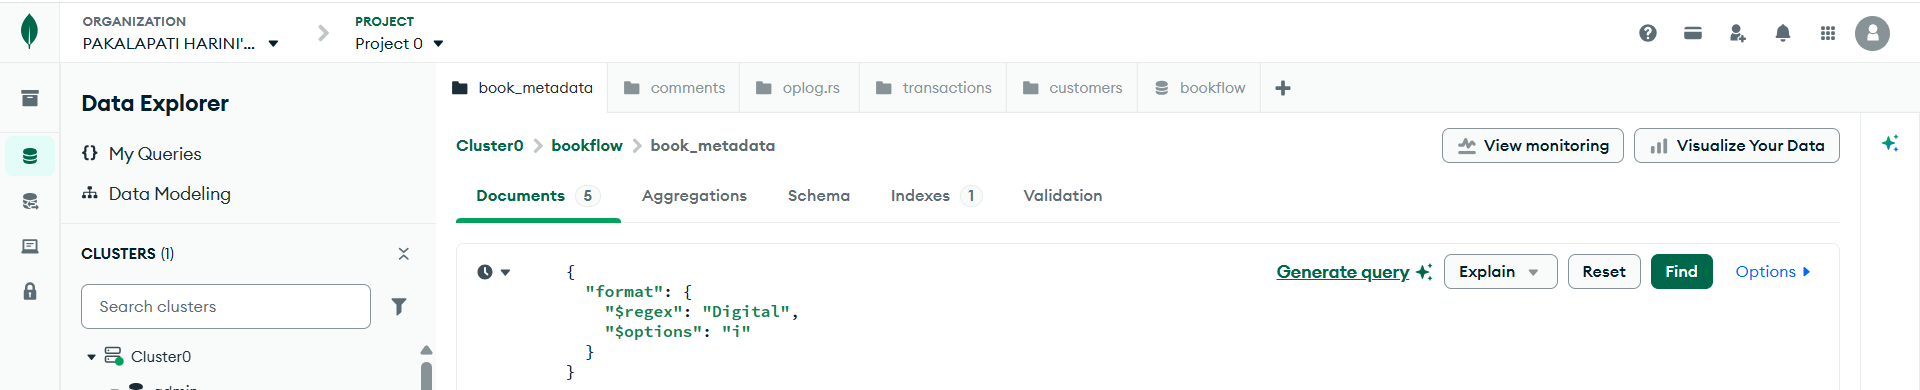 ORGANIZATION
PAKALAPATI HARINI'...
PROJECT
Project 0
Data Explorer
My Queries
Data Modeling
CLUSTERS (1)
Search clusters
Cluster0
admin
book_metadata
comments
oplog.rs
transactions
customers
bookflow
Cluster0 bookflow book_metadata
View monitoring
Visualize Your Data
Documents 5
Aggregations
Schema
Indexes 1
Validation
{
"format": {
"$regex": "Digital",
"$options": "i"
}
}
Generate query
Explain
Reset
Find
Options